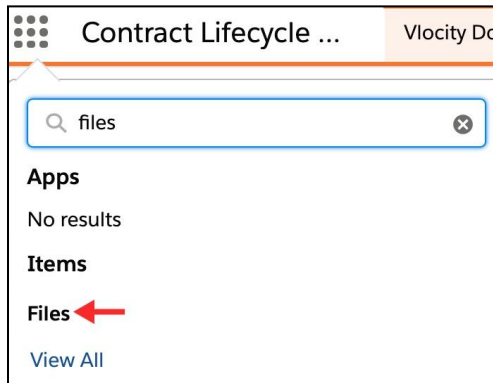 Contract Lifecycle ... Vlocity Do
files
Apps
No results
Items
Files
View All